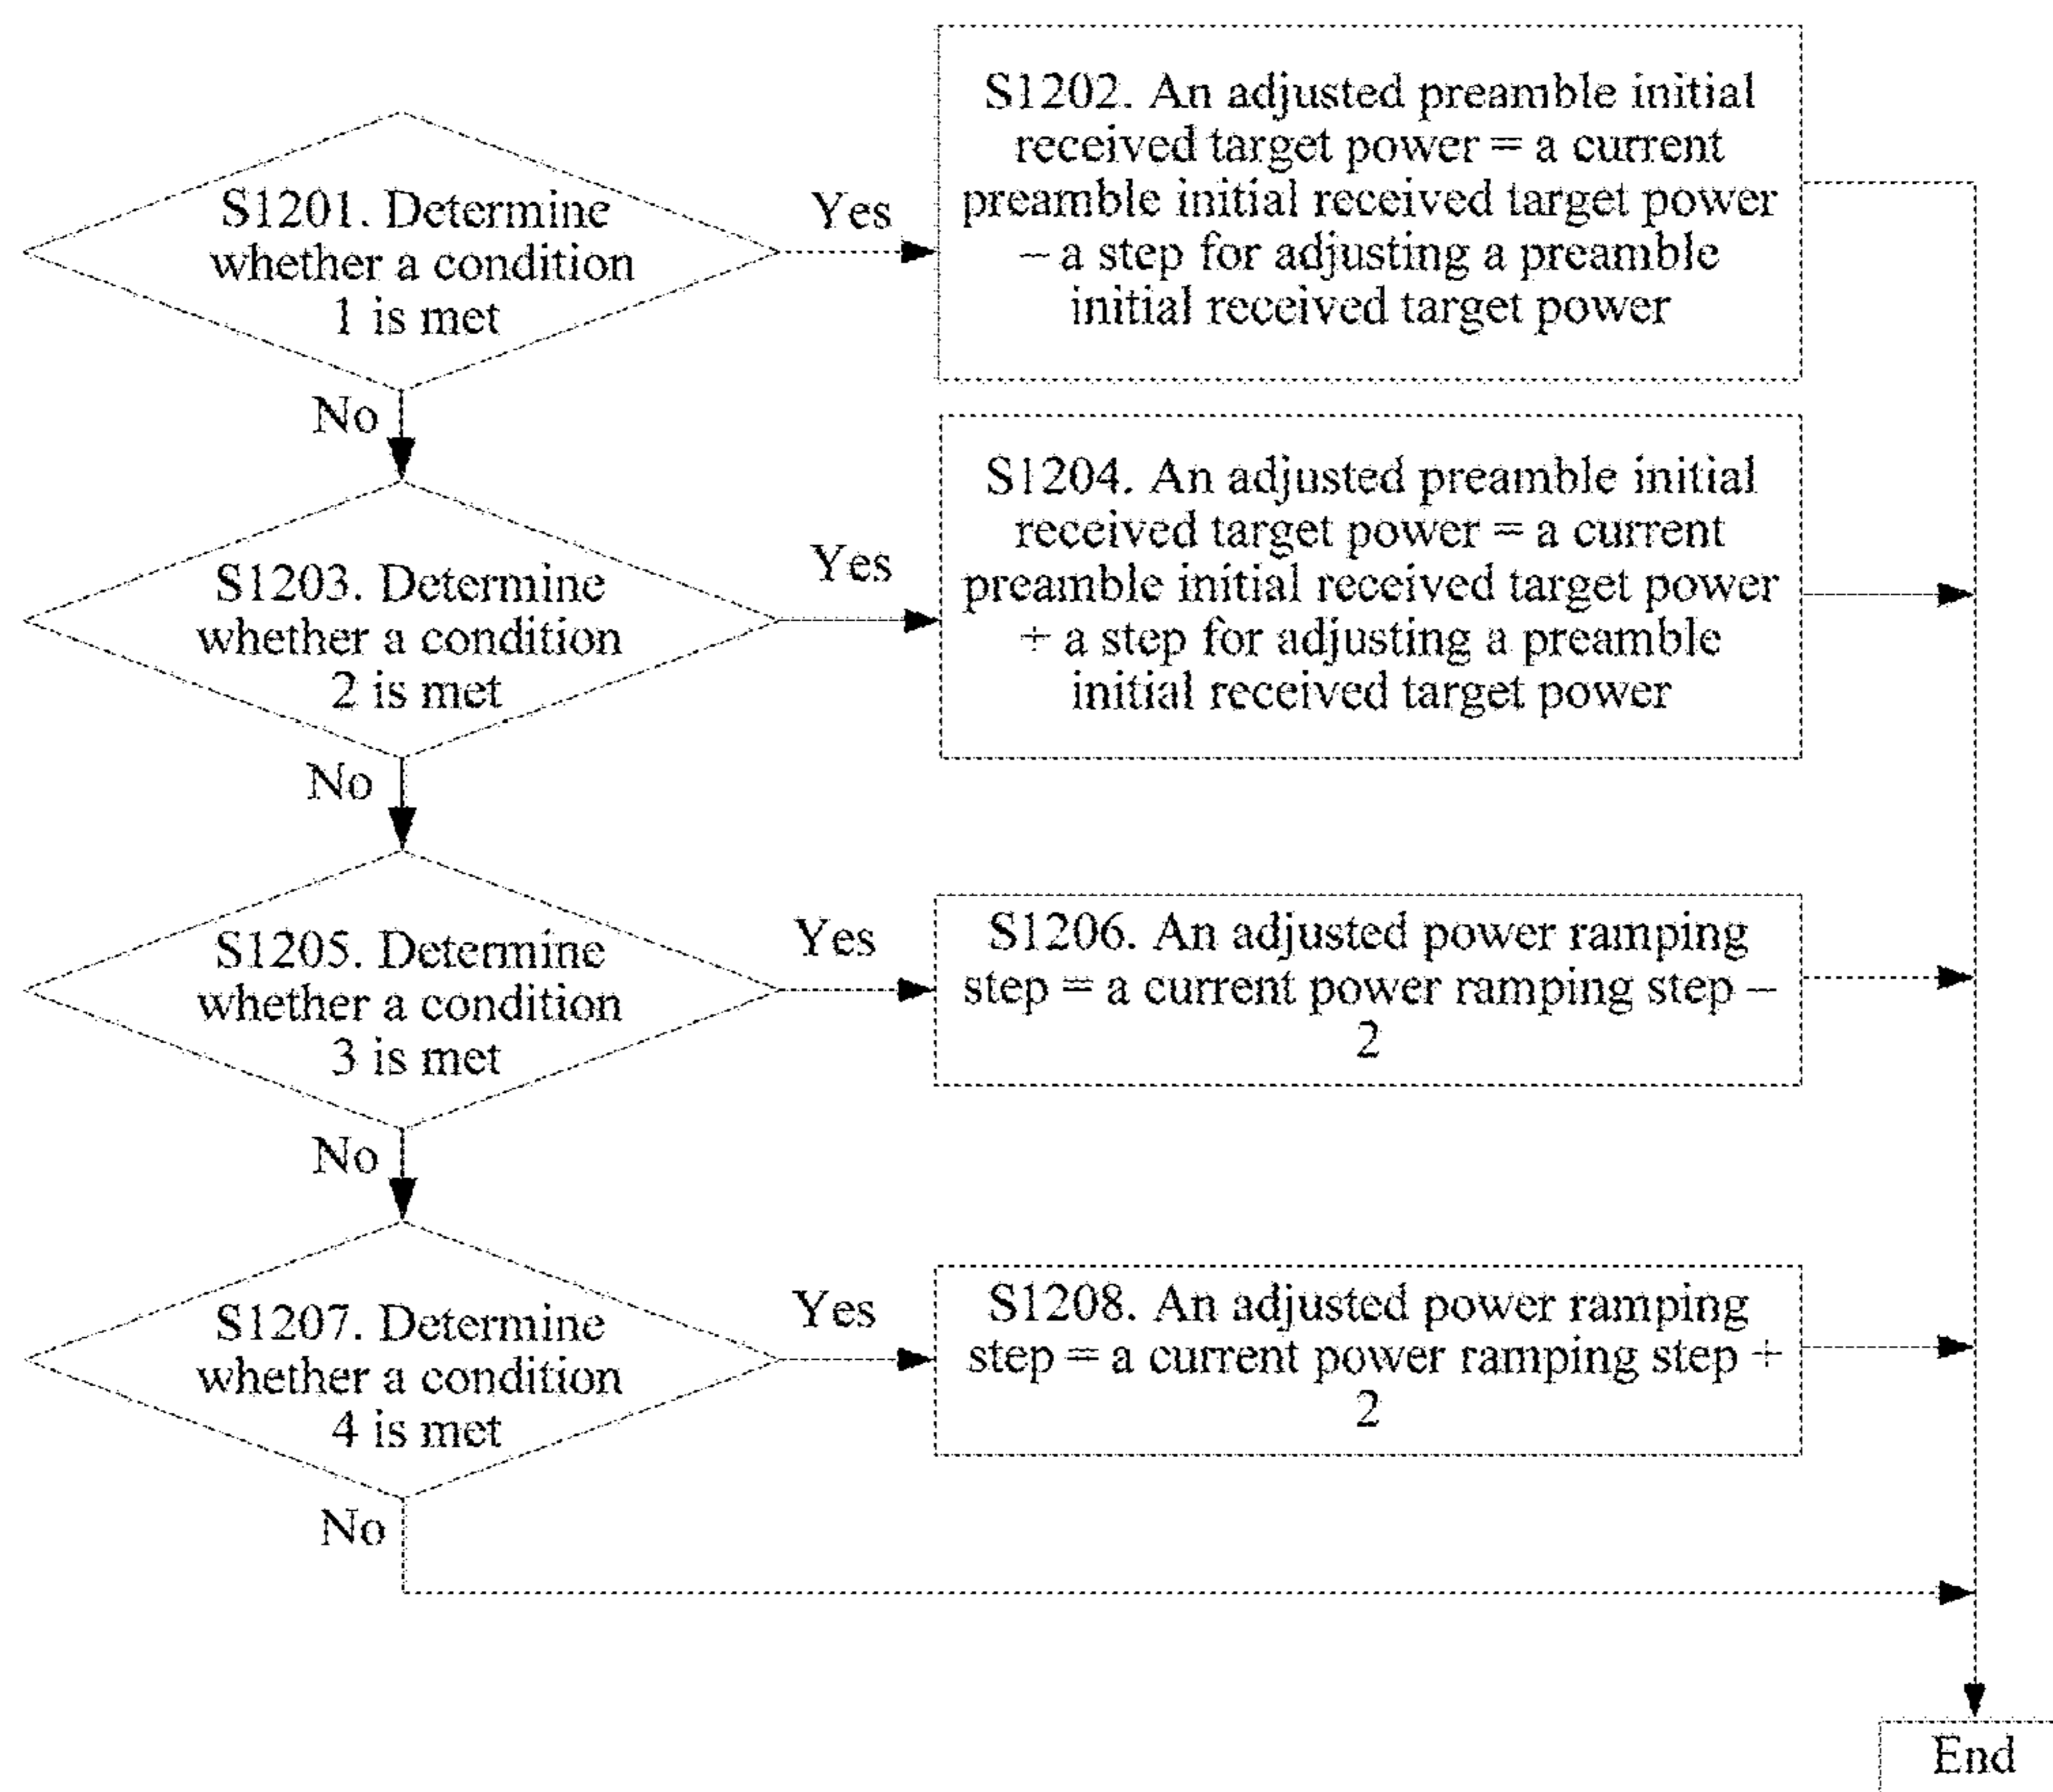 S1201. Determine
whether a condition
1 is met
Yes
S1202. An adjusted preamble initial
received target power = a current
preamble initial received target power
– a step for adjusting a preamble
initial received target power
No
S1203. Determine
whether a condition
2 is met
Yes
S1204. An adjusted preamble initial
received target power = a current
preamble initial received target power
+ a step for adjusting a preamble
initial received target power
No
S1205. Determine
whether a condition
3 is met
Yes
S1206. An adjusted power ramping
step = a current power ramping step –
2
No
S1207. Determine
whether a condition
4 is met
Yes
S1208. An adjusted power ramping
step = a current power ramping step +
2
No
End